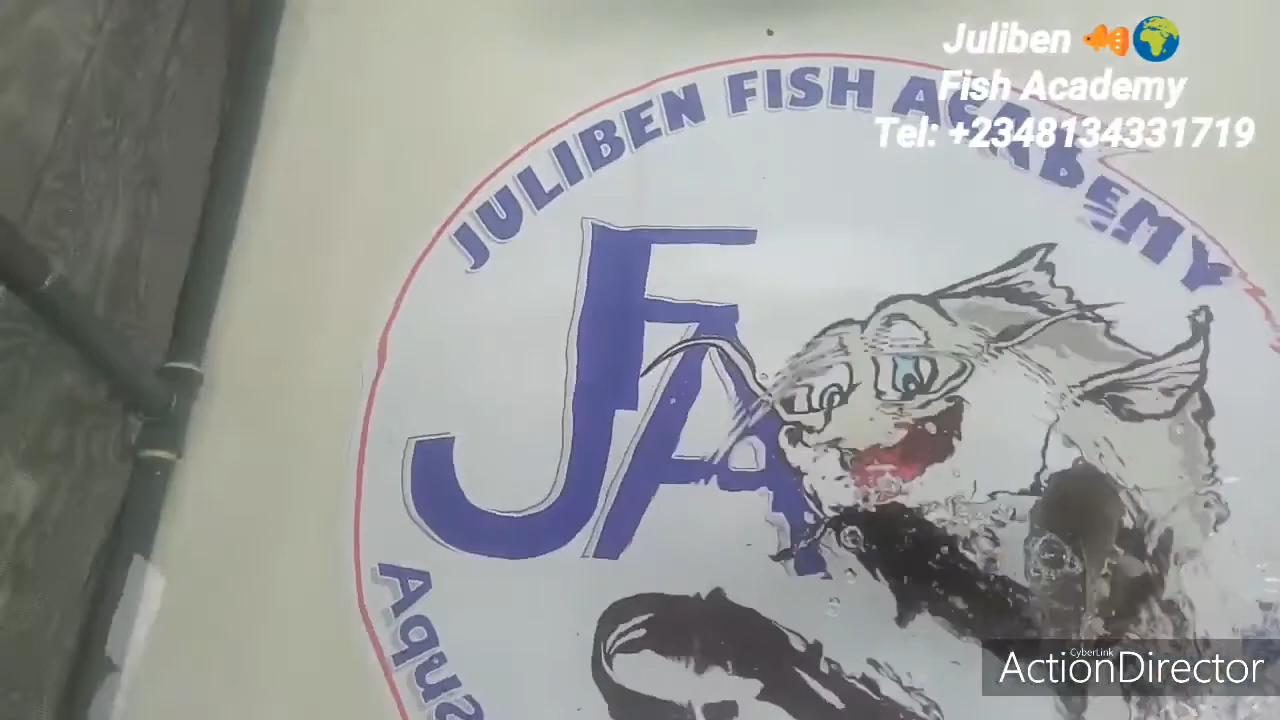 Juliben 🐠🌍
Fish Academy
Tel: +2348134331719
JULIBEN FISH ACADEMY
JFA
CyberLink
ActionDirector